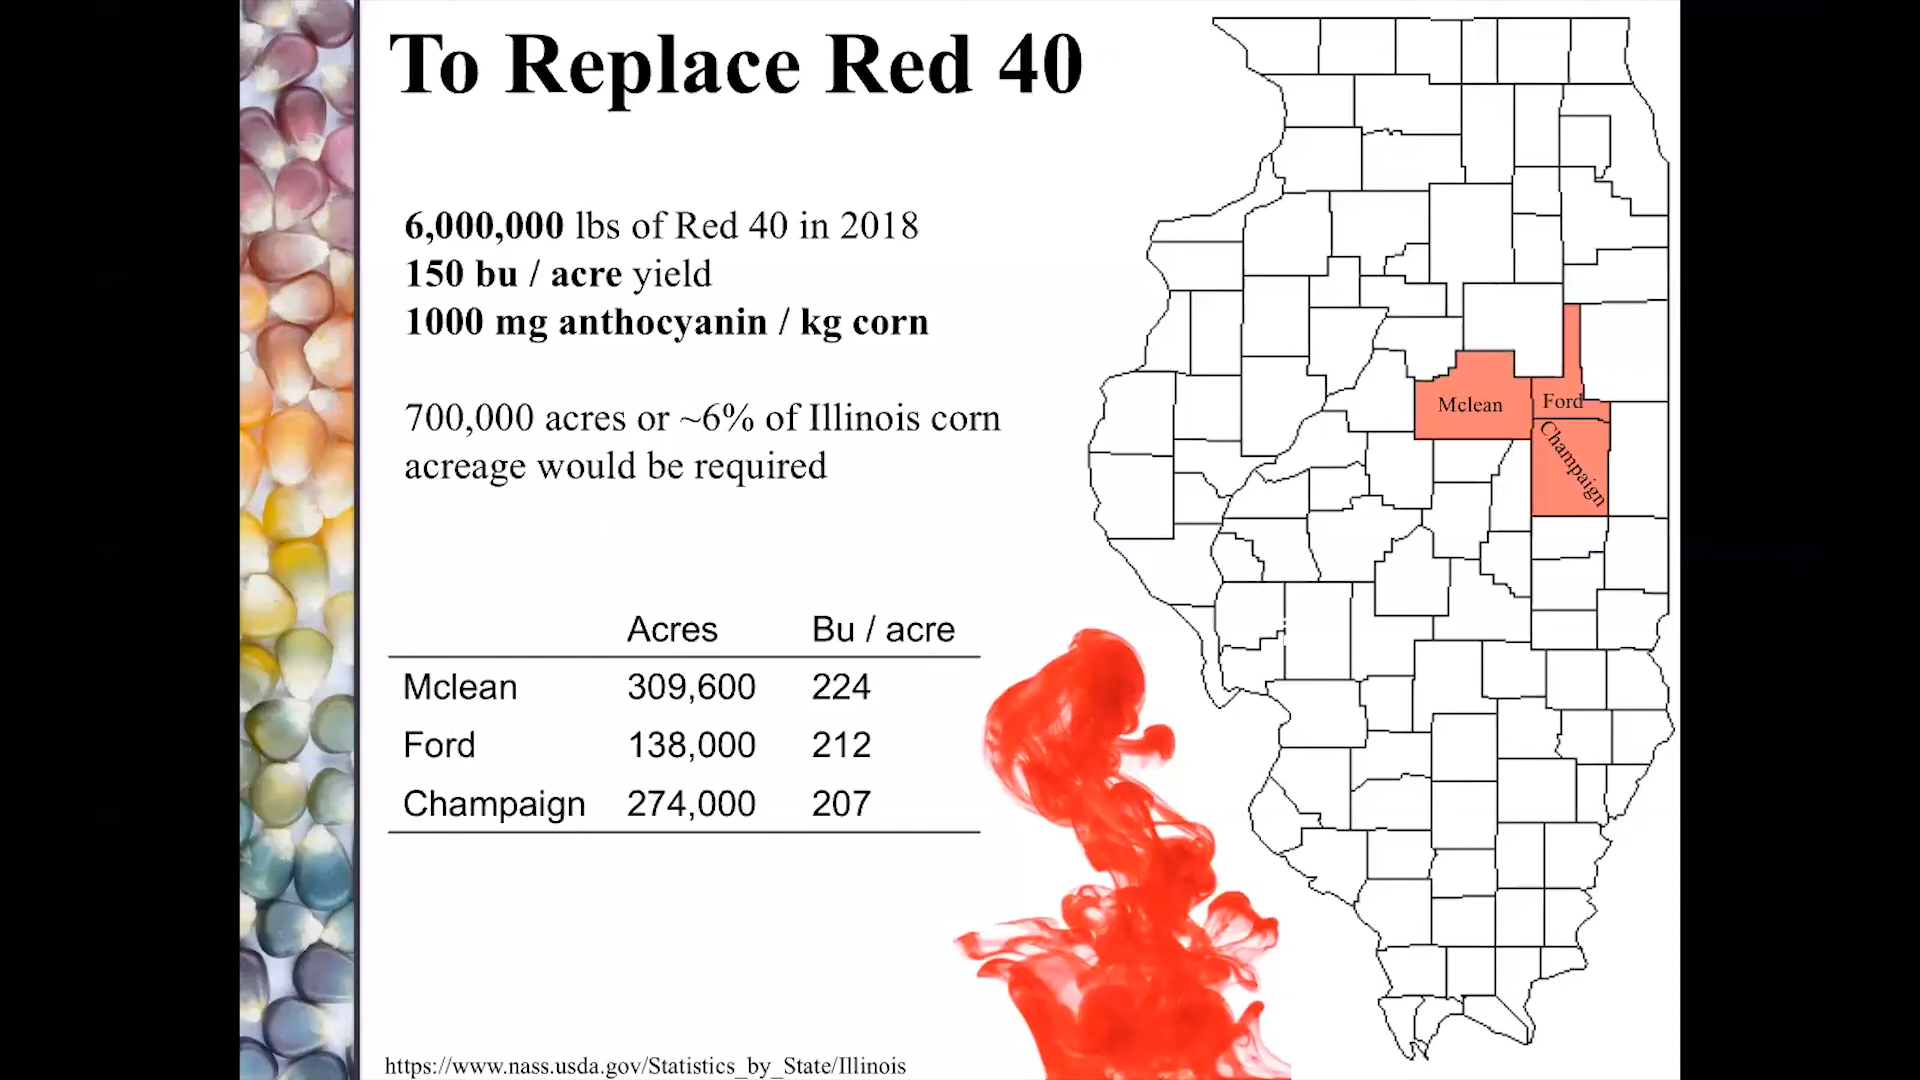 To Replace Red 40
6,000,000 lbs of Red 40 in 2018
150 bu / acre yield
1000 mg anthocyanin / kg corn
700,000 acres or ~6% of Illinois corn
acreage would be required
Acres Bu / acre
Mclean 309,600 224
Ford 138,000 212
Champaign 274,000 207
Mclean
Ford
Champaign
https://www.nass.usda.gov/Statistics_by_State/Illinois